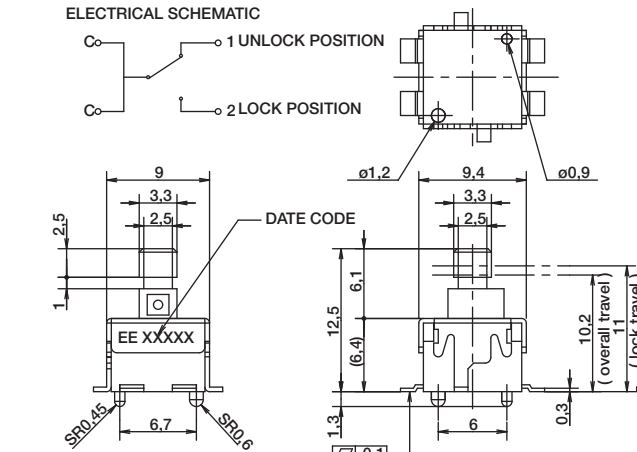 ELECTRICAL SCHEMATIC
C
1 UNLOCK POSITION
C
2 LOCK POSITION
ø1,2
9,4
ø0,9
9
3,3
2,5
DATE CODE
3,3
2,5
2,5
1
EE XXXXX
12,5
6,1
(6,4)
10,2
( overall travel )
11
( lock travel )
SR0,45
6,7
SR0,6
1,3
6
0,3
0,1